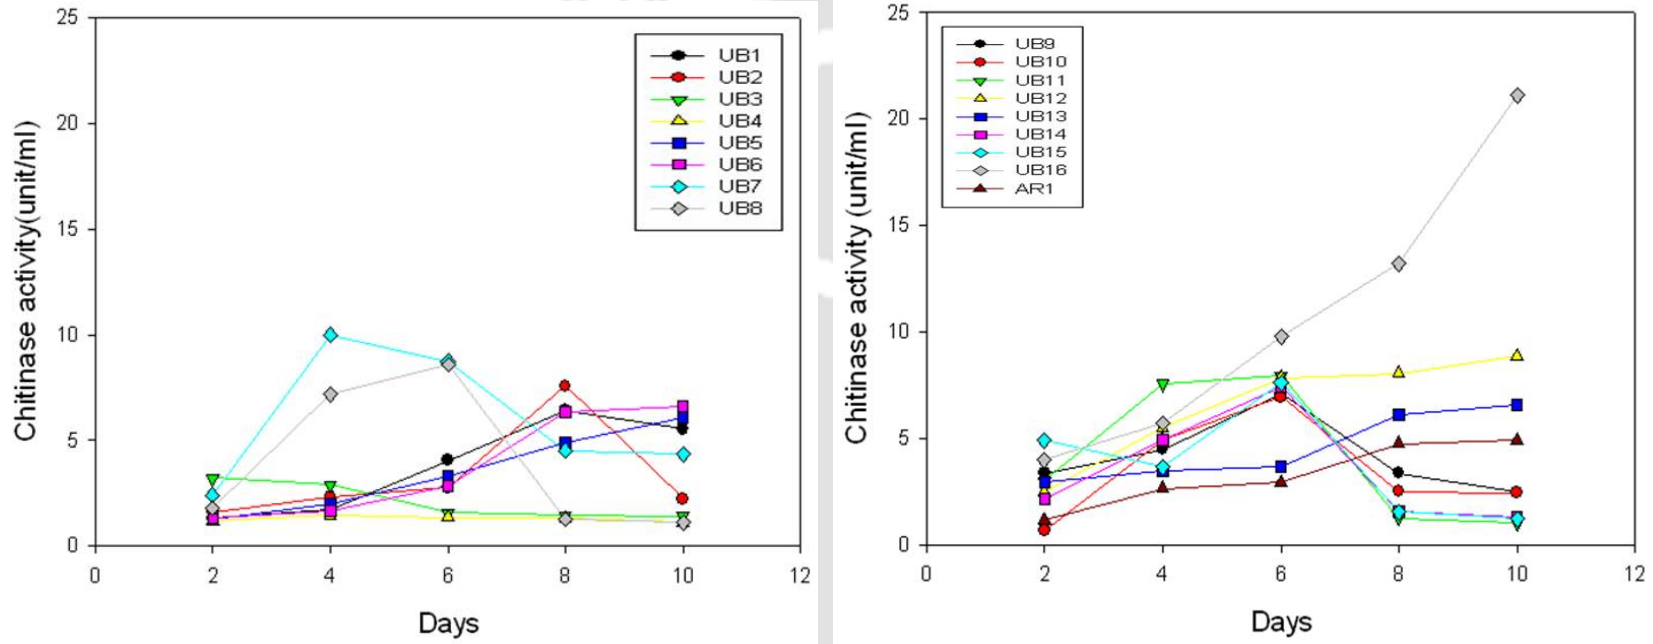 25
20
15
10
5
0
0 2 4 6 8 10 12
Days
Chitinase activity(unit/ml)
UB1
UB2
UB3
UB4
UB5
UB6
UB7
UB8
25
20
15
10
5
0
0 2 4 6 8 10 12
Days
Chitinase activity (unit/ml)
UB9
UB10
UB11
UB12
UB13
UB14
UB15
UB16
AR1